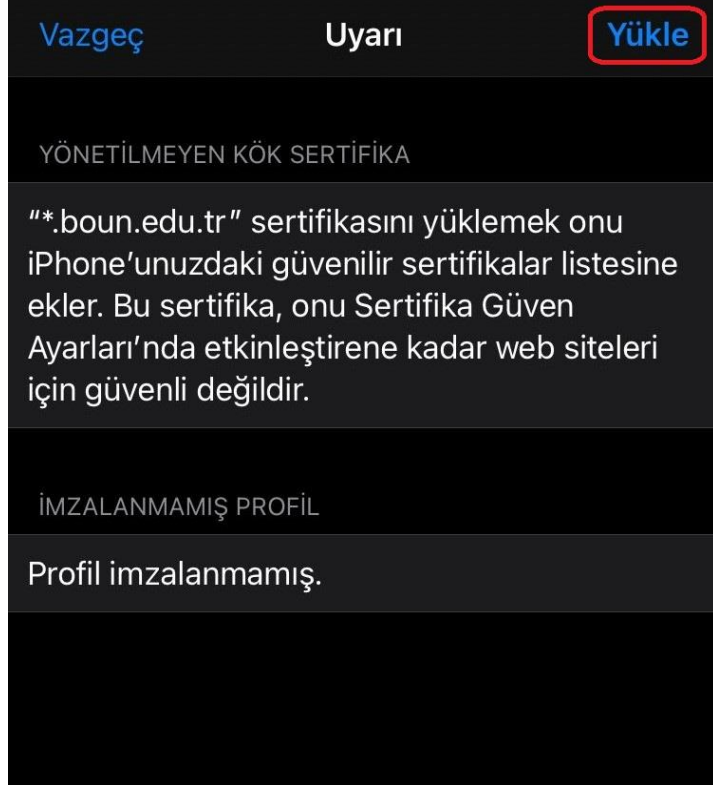 Vazgeç Uyarı Yükle
YÖNETİLMEYEN KÖK SERTİFİKA
“*.boun.edu.tr” sertifikasını yüklemek onu
iPhone’unuzdaki güvenilir sertifikalar listesine
ekler. Bu sertifika, onu Sertifika Güven
Ayarları’nda etkinleştirene kadar web siteleri
için güvenli değildir.
İMZALANMAMIŞ PROFİL
Profil imzalanmamış.